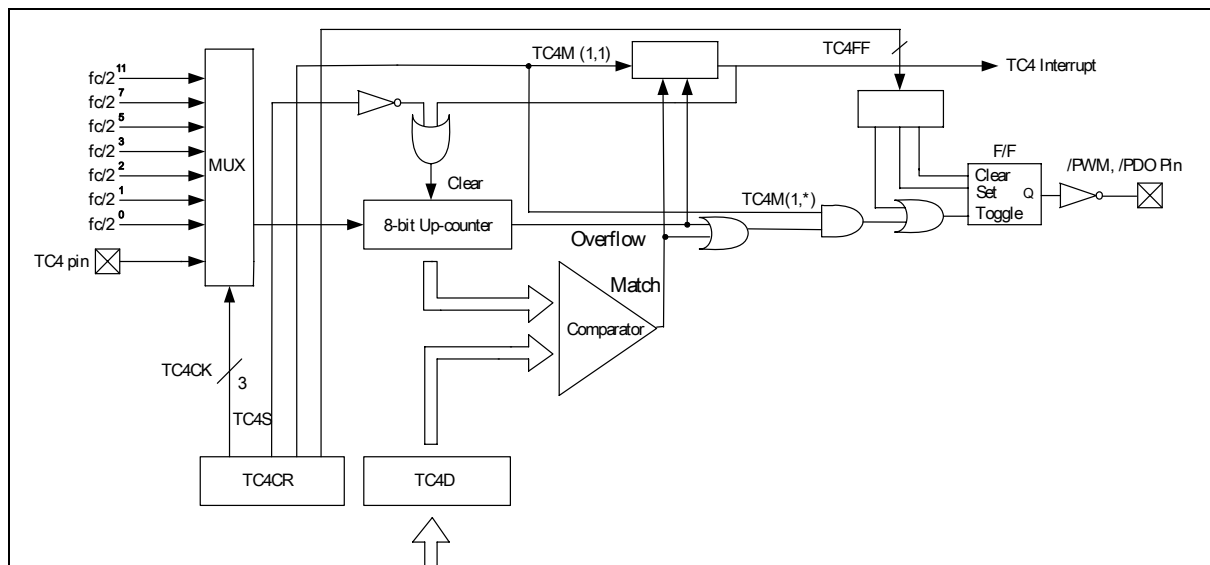 TC4M (1,1)
TC4FF
TC4 Interrupt
fc/2 11
fc/2 7
fc/2 5
fc/2 3
fc/2 2
fc/2 1
fc/2 0
TC4 pin
MUX
Clear
8-bit Up-counter
Overflow
TC4M(1,*)
F/F
Clear
Set
Q
Toggle
/PWM, /PDO Pin
Match
Comparator
TC4CK
3
TC4S
TC4CR
TC4D